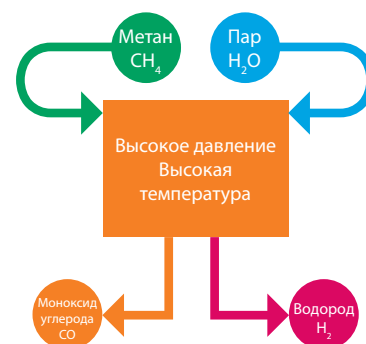 Метан
CH₄
Пар
H₂O
Высокое давление
Высокая
температура
Моноксид
углерода
CO
Водород
H₂